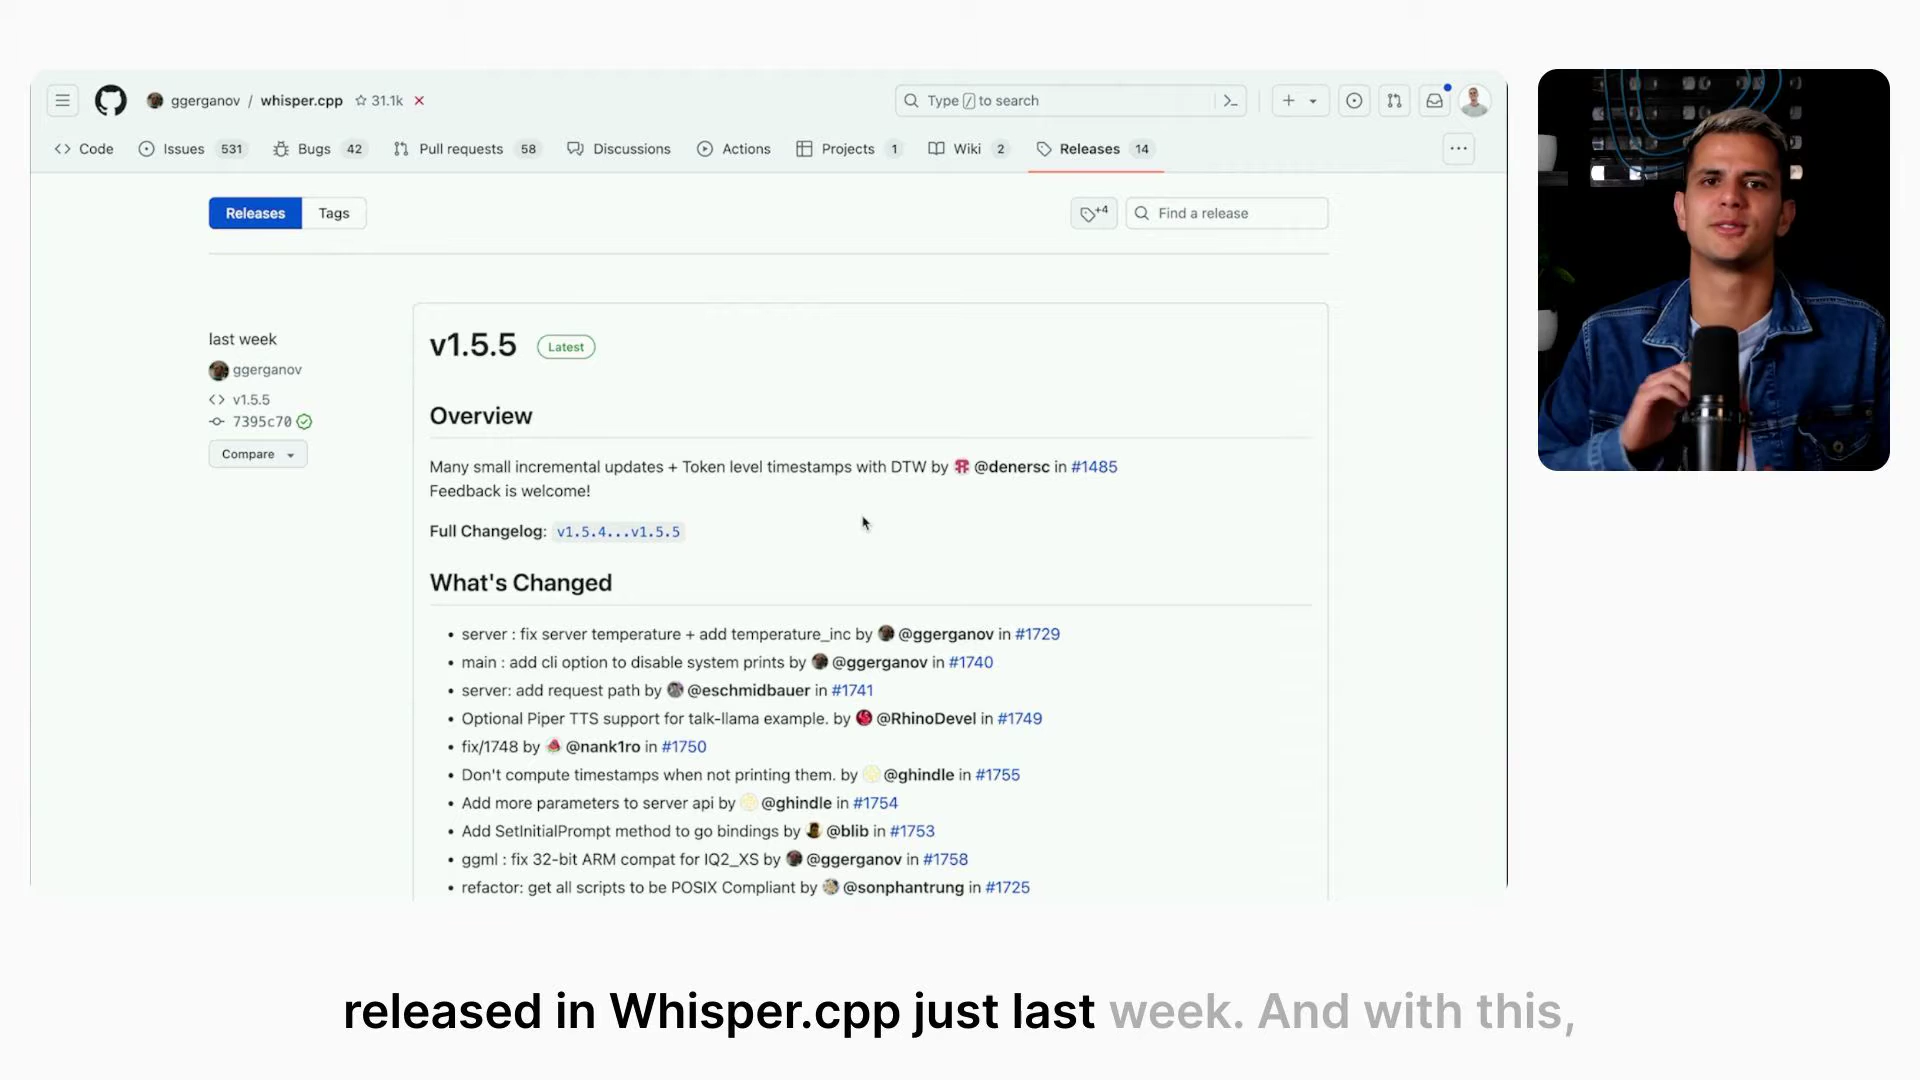 ggerganov / whisper.cpp 31.1k
Type / to search
Code Issues 531 Bugs 42 Pull requests 58 Discussions Actions Projects 1 Wiki 2 Releases 14
Releases Tags
+4 Find a release
last week
ggerganov
v1.5.5
7395c70
Compare
v1.5.5 Latest
Overview
Many small incremental updates + Token level timestamps with DTW by @denersc in #1485
Feedback is welcome!
Full Changelog: v1.5.4...v1.5.5
What's Changed
• server : fix server temperature + add temperature_inc by @ggerganov in #1729
• main : add cli option to disable system prints by @ggerganov in #1740
• server: add request path by @eschmidbauer in #1741
• Optional Piper TTS support for talk-llama example. by @RhinoDevel in #1749
• fix/1748 by @nank1ro in #1750
• Don't compute timestamps when not printing them. by @ghindle in #1755
• Add more parameters to server api by @ghindle in #1754
• Add SetInitialPrompt method to go bindings by @blib in #1753
• ggml : fix 32-bit ARM compat for IQ2_XS by @ggerganov in #1758
• refactor: get all scripts to be POSIX Compliant by @sonphantrung in #1725
released in Whisper.cpp just last week. And with this,